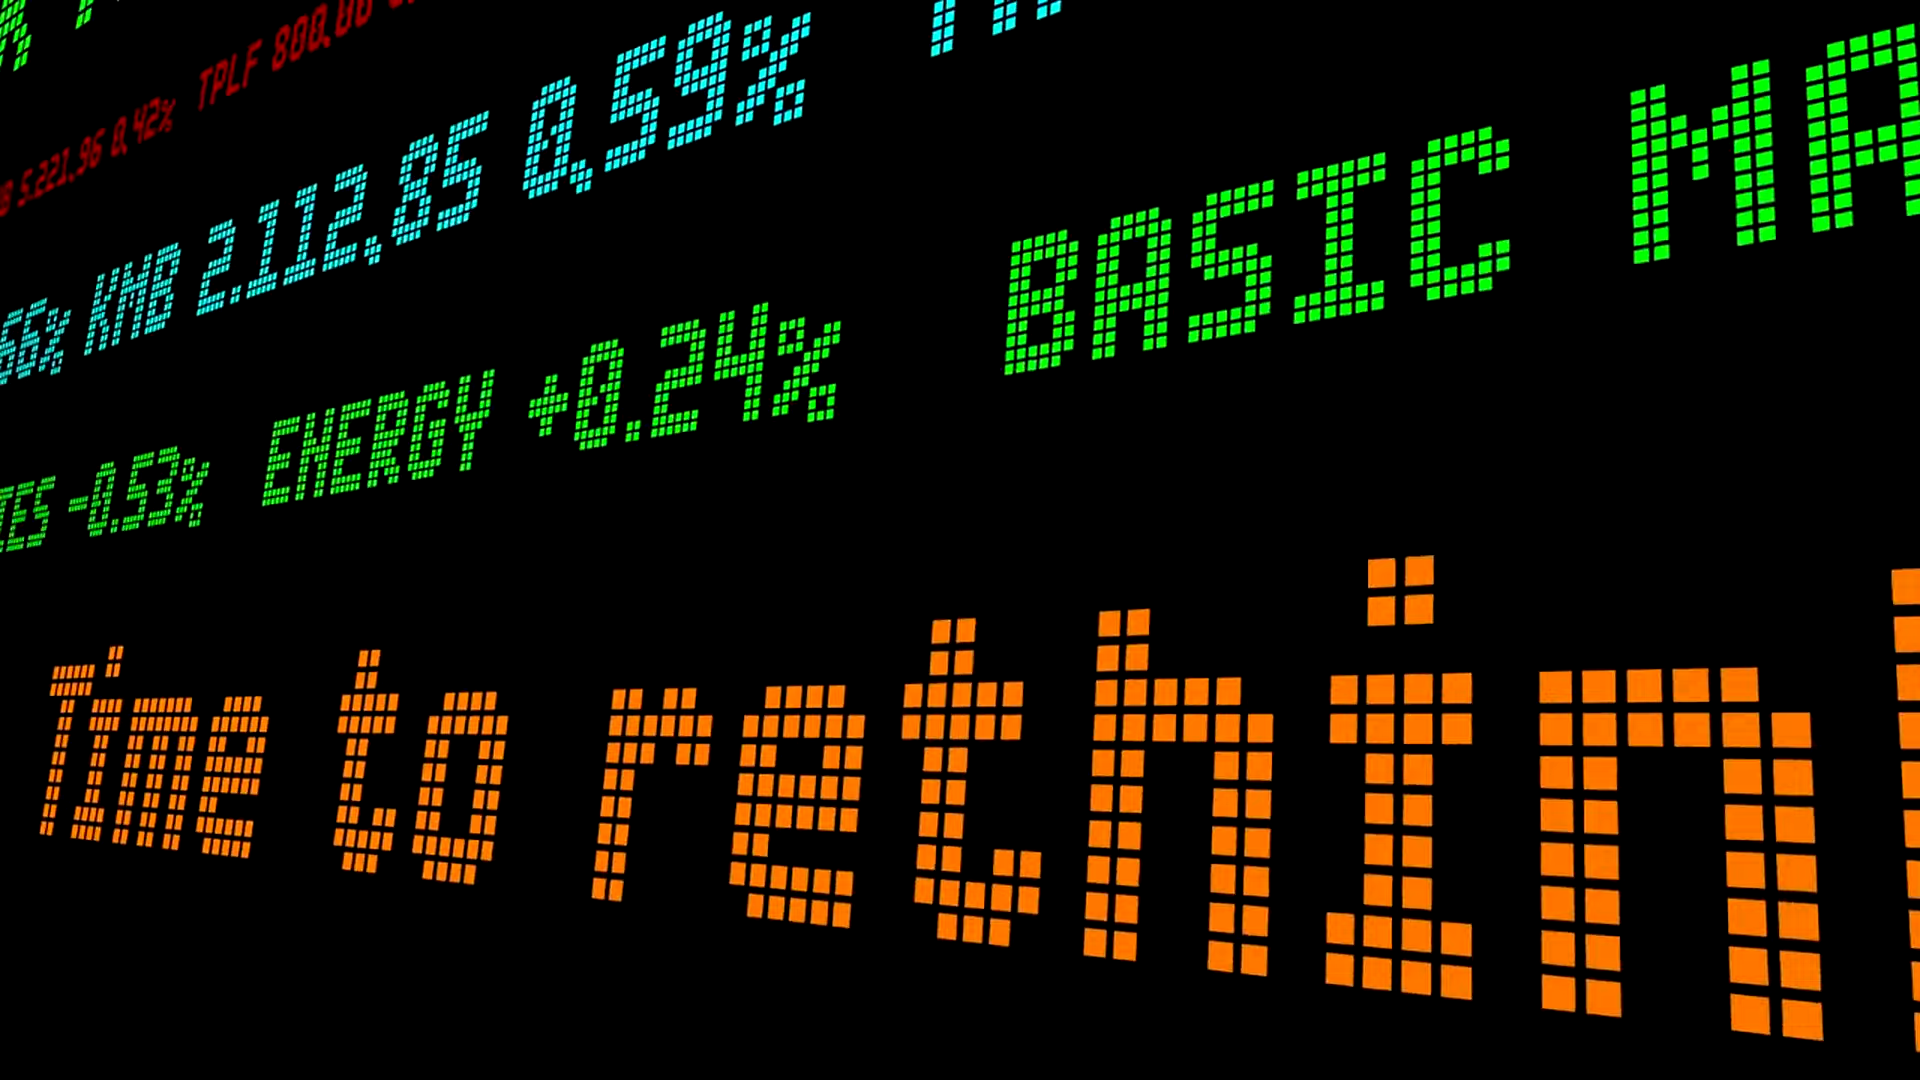 TPLF 800,00
5.221,96 0,42%
66% KMB 2.112,85 0,59%
-0.53% ENERGY +0.24% BASIC MA
Time to rethin